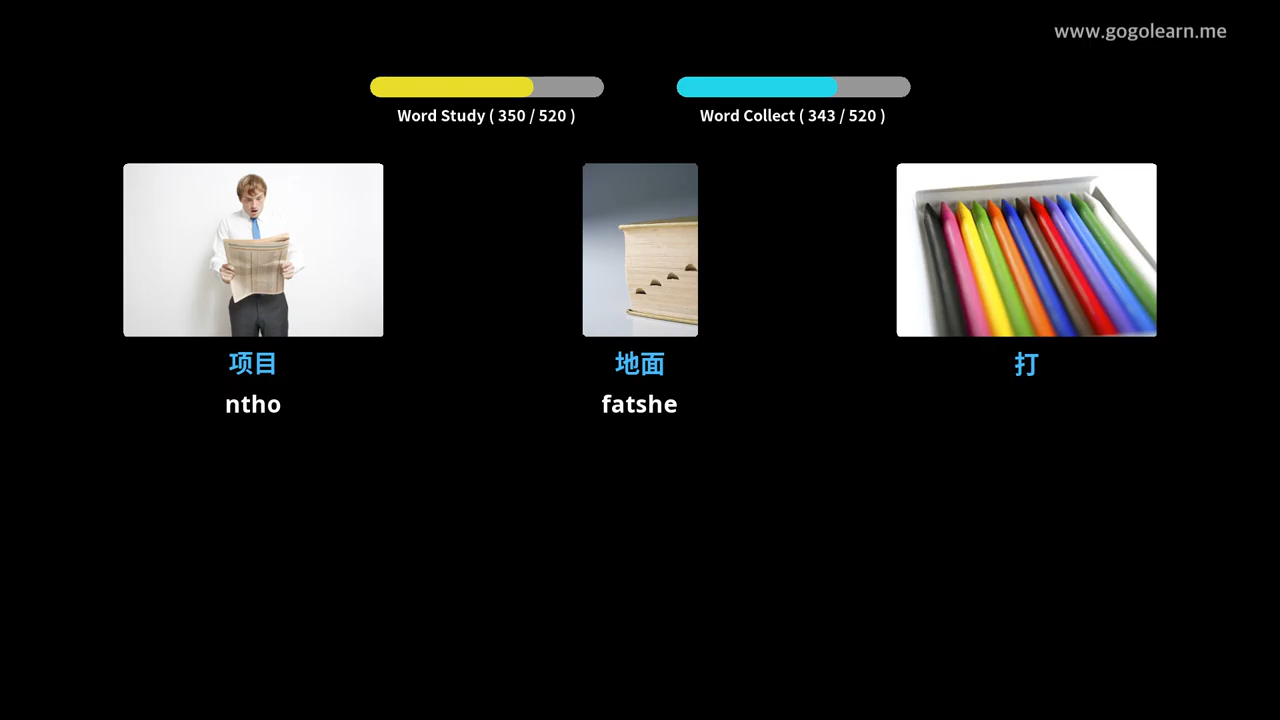 www.gogolearn.me
Word Study ( 350 / 520 )
Word Collect ( 343 / 520 )
项目
地面
打
ntho
fatshe